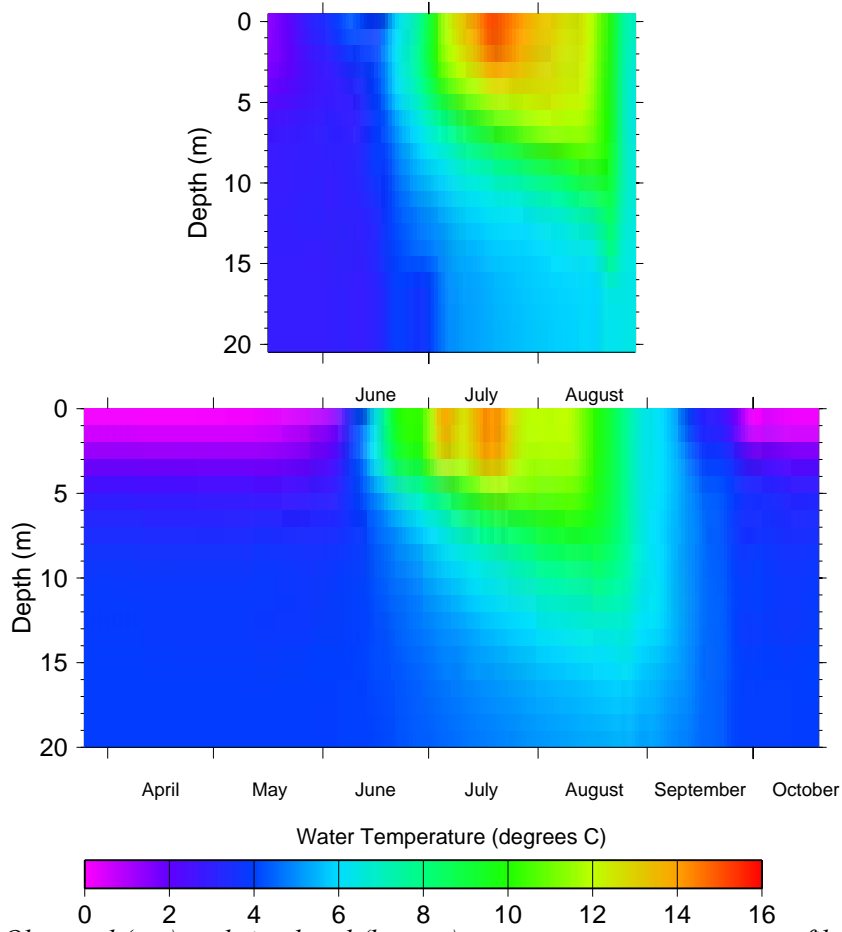 0
5
10
15
20
Depth (m)
June July August
0
5
10
15
20
Depth (m)
April May June July August September October
Water Temperature (degrees C)
0 2 4 6 8 10 12 14 16